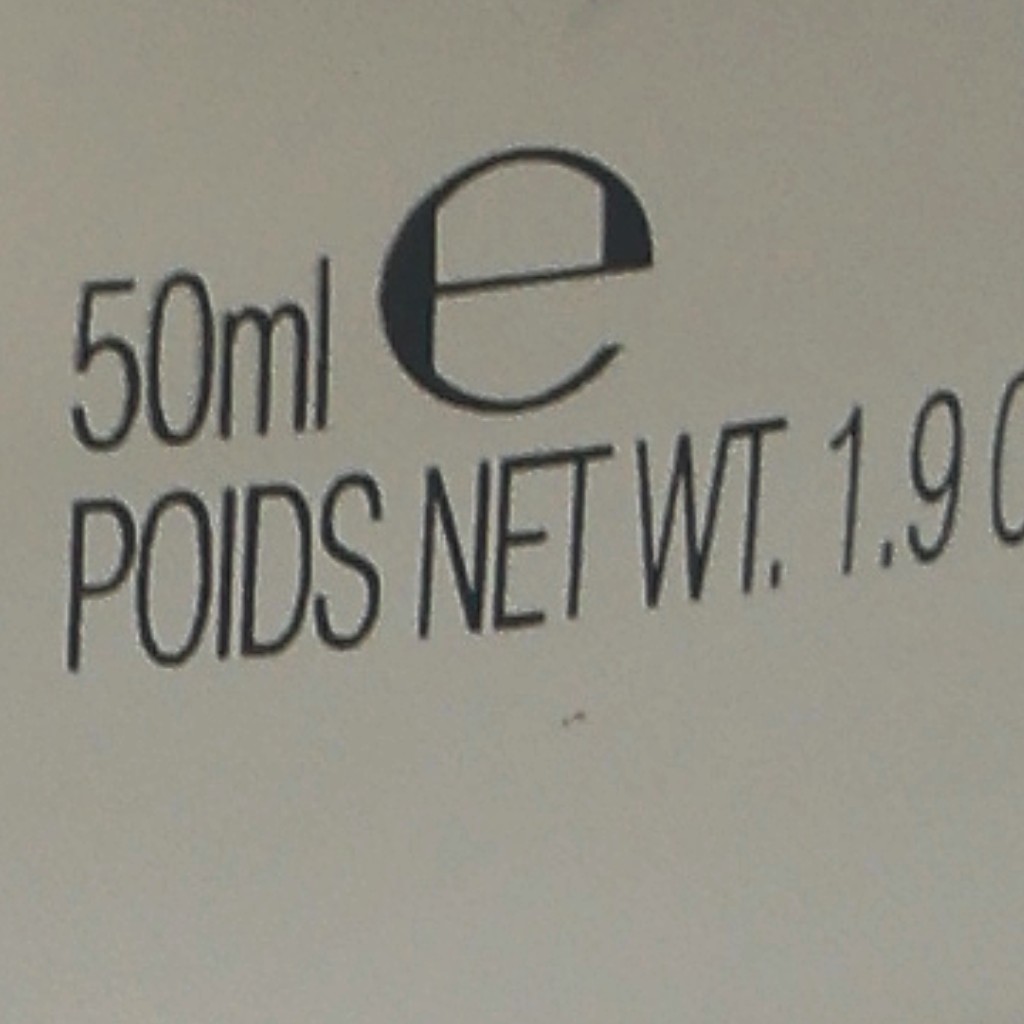 50ml e
POIDS NET WT. 1.9